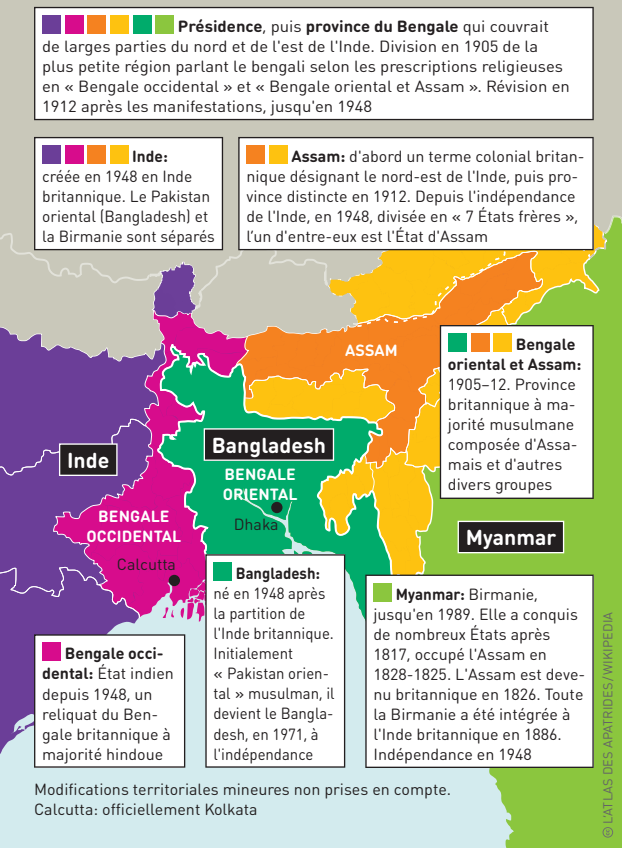 Présidence, puis province du Bengale qui couvrait
de larges parties du nord et de l'est de l'Inde. Division en 1905 de la
plus petite région parlant le bengali selon les prescriptions religieuses
en « Bengale occidental » et « Bengale oriental et Assam ». Révision en
1912 après les manifestations, jusqu'en 1948
Inde:
créée en 1948 en Inde
britannique. Le Pakistan
oriental (Bangladesh) et
la Birmanie sont séparés
Assam: d'abord un terme colonial britan-
nique désignant le nord-est de l'Inde, puis pro-
vince distincte en 1912. Depuis l'indépendance
de l'Inde, en 1948, divisée en « 7 États frères »,
l'un d'entre-eux est l'État d'Assam
ASSAM
Bengale
oriental et Assam:
1905–12. Province
britannique à ma-
jorité musulmane
composée d'Assa-
mais et d'autres
divers groupes
Inde
Bangladesh
BENGALE
ORIENTAL
Dhaka
BENGALE
OCCIDENTAL
Calcutta
Myanmar
Bangladesh:
né en 1948 après
la partition de
l'Inde britannique.
Initialement
« Pakistan orien-
tal » musulman, il
devient le Bangla-
desh, en 1971, à
l'indépendance
Myanmar: Birmanie,
jusqu'en 1989. Elle a conquis
de nombreux États après
1817, occupé l'Assam en
1828-1825. L'Assam est deve-
nu britannique en 1826. Toute
la Birmanie a été intégrée à
l'Inde britannique en 1886.
Indépendance en 1948
Bengale occi-
dental: État indien
depuis 1948, un
reliquat du Ben-
gale britannique à
majorité hindoue
Modifications territoriales mineures non prises en compte.
Calcutta: officiellement Kolkata
© L'ATLAS DES APATRIDES/WIKIPEDIA